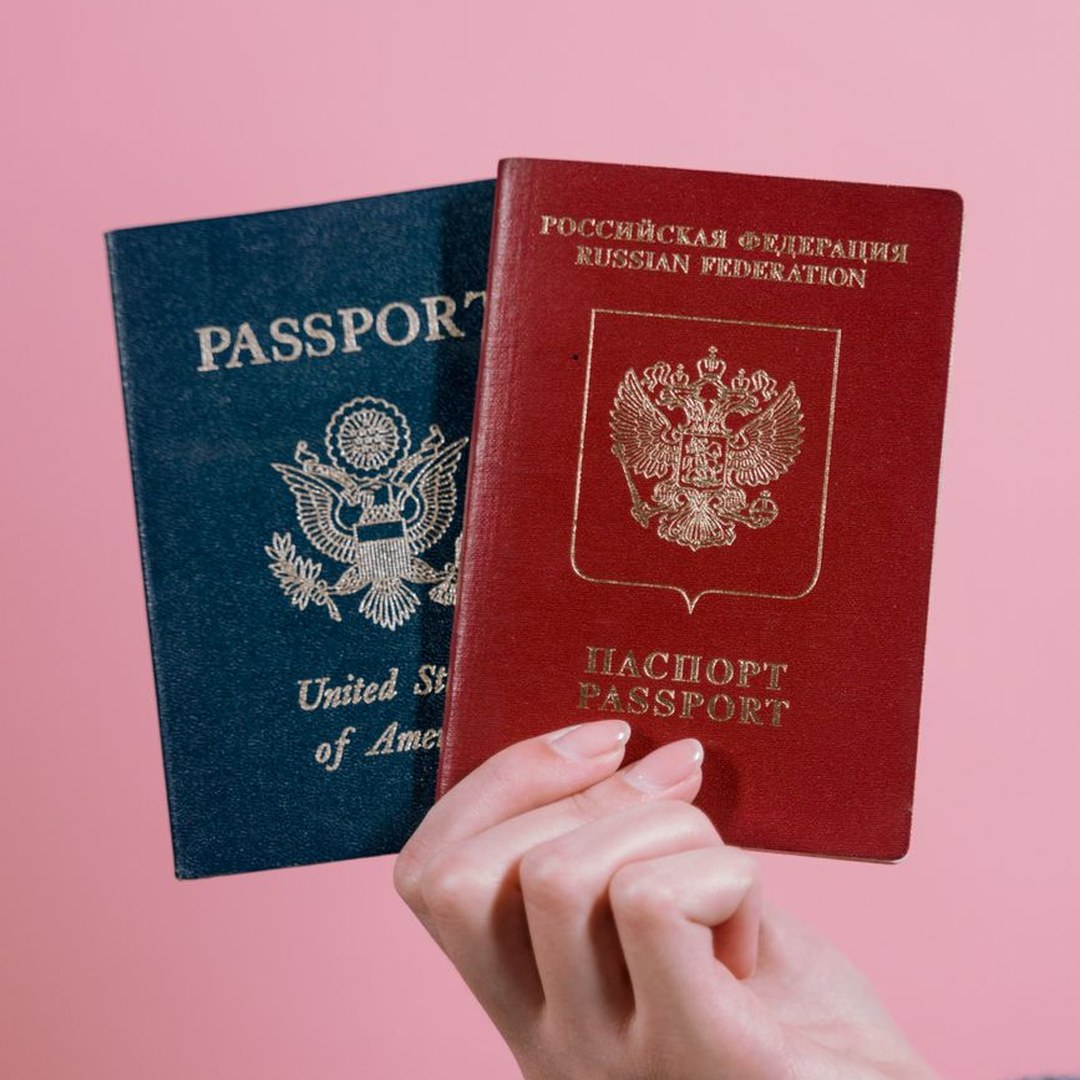 PASSPORT
United St
of Ame
РОССИЙСКАЯ ФЕДЕРАЦИЯ
RUSSIAN FEDERATION
ПАСПОРТ
PASSPORT